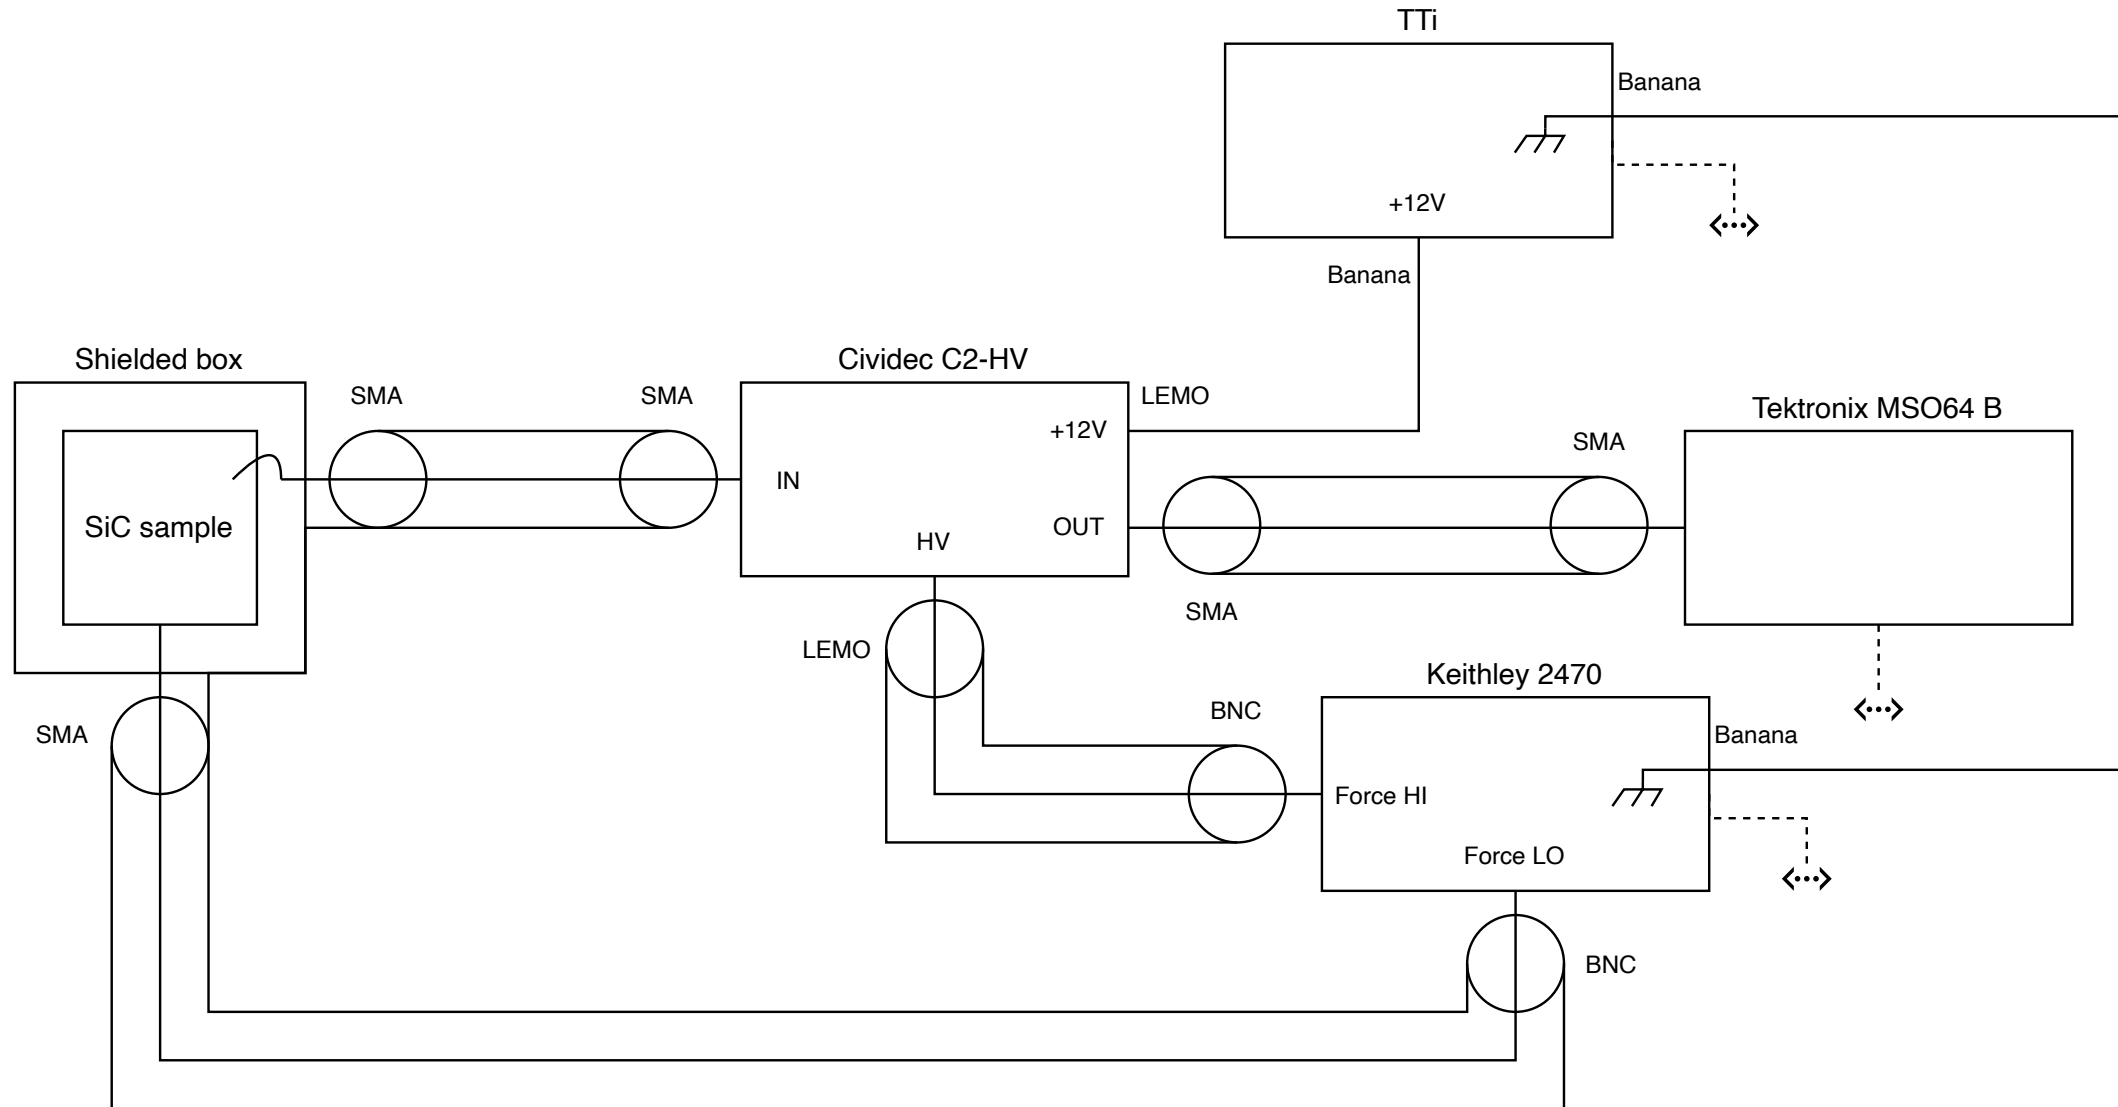 TTi
Banana
+12V
Banana
Shielded box
SMA
SMA
Cividec C2-HV
LEMO
Tektronix MSO64 B
+12V
SMA
IN
SiC sample
OUT
HV
SMA
LEMO
Keithley 2470
BNC
SMA
Banana
Force HI
Force LO
BNC